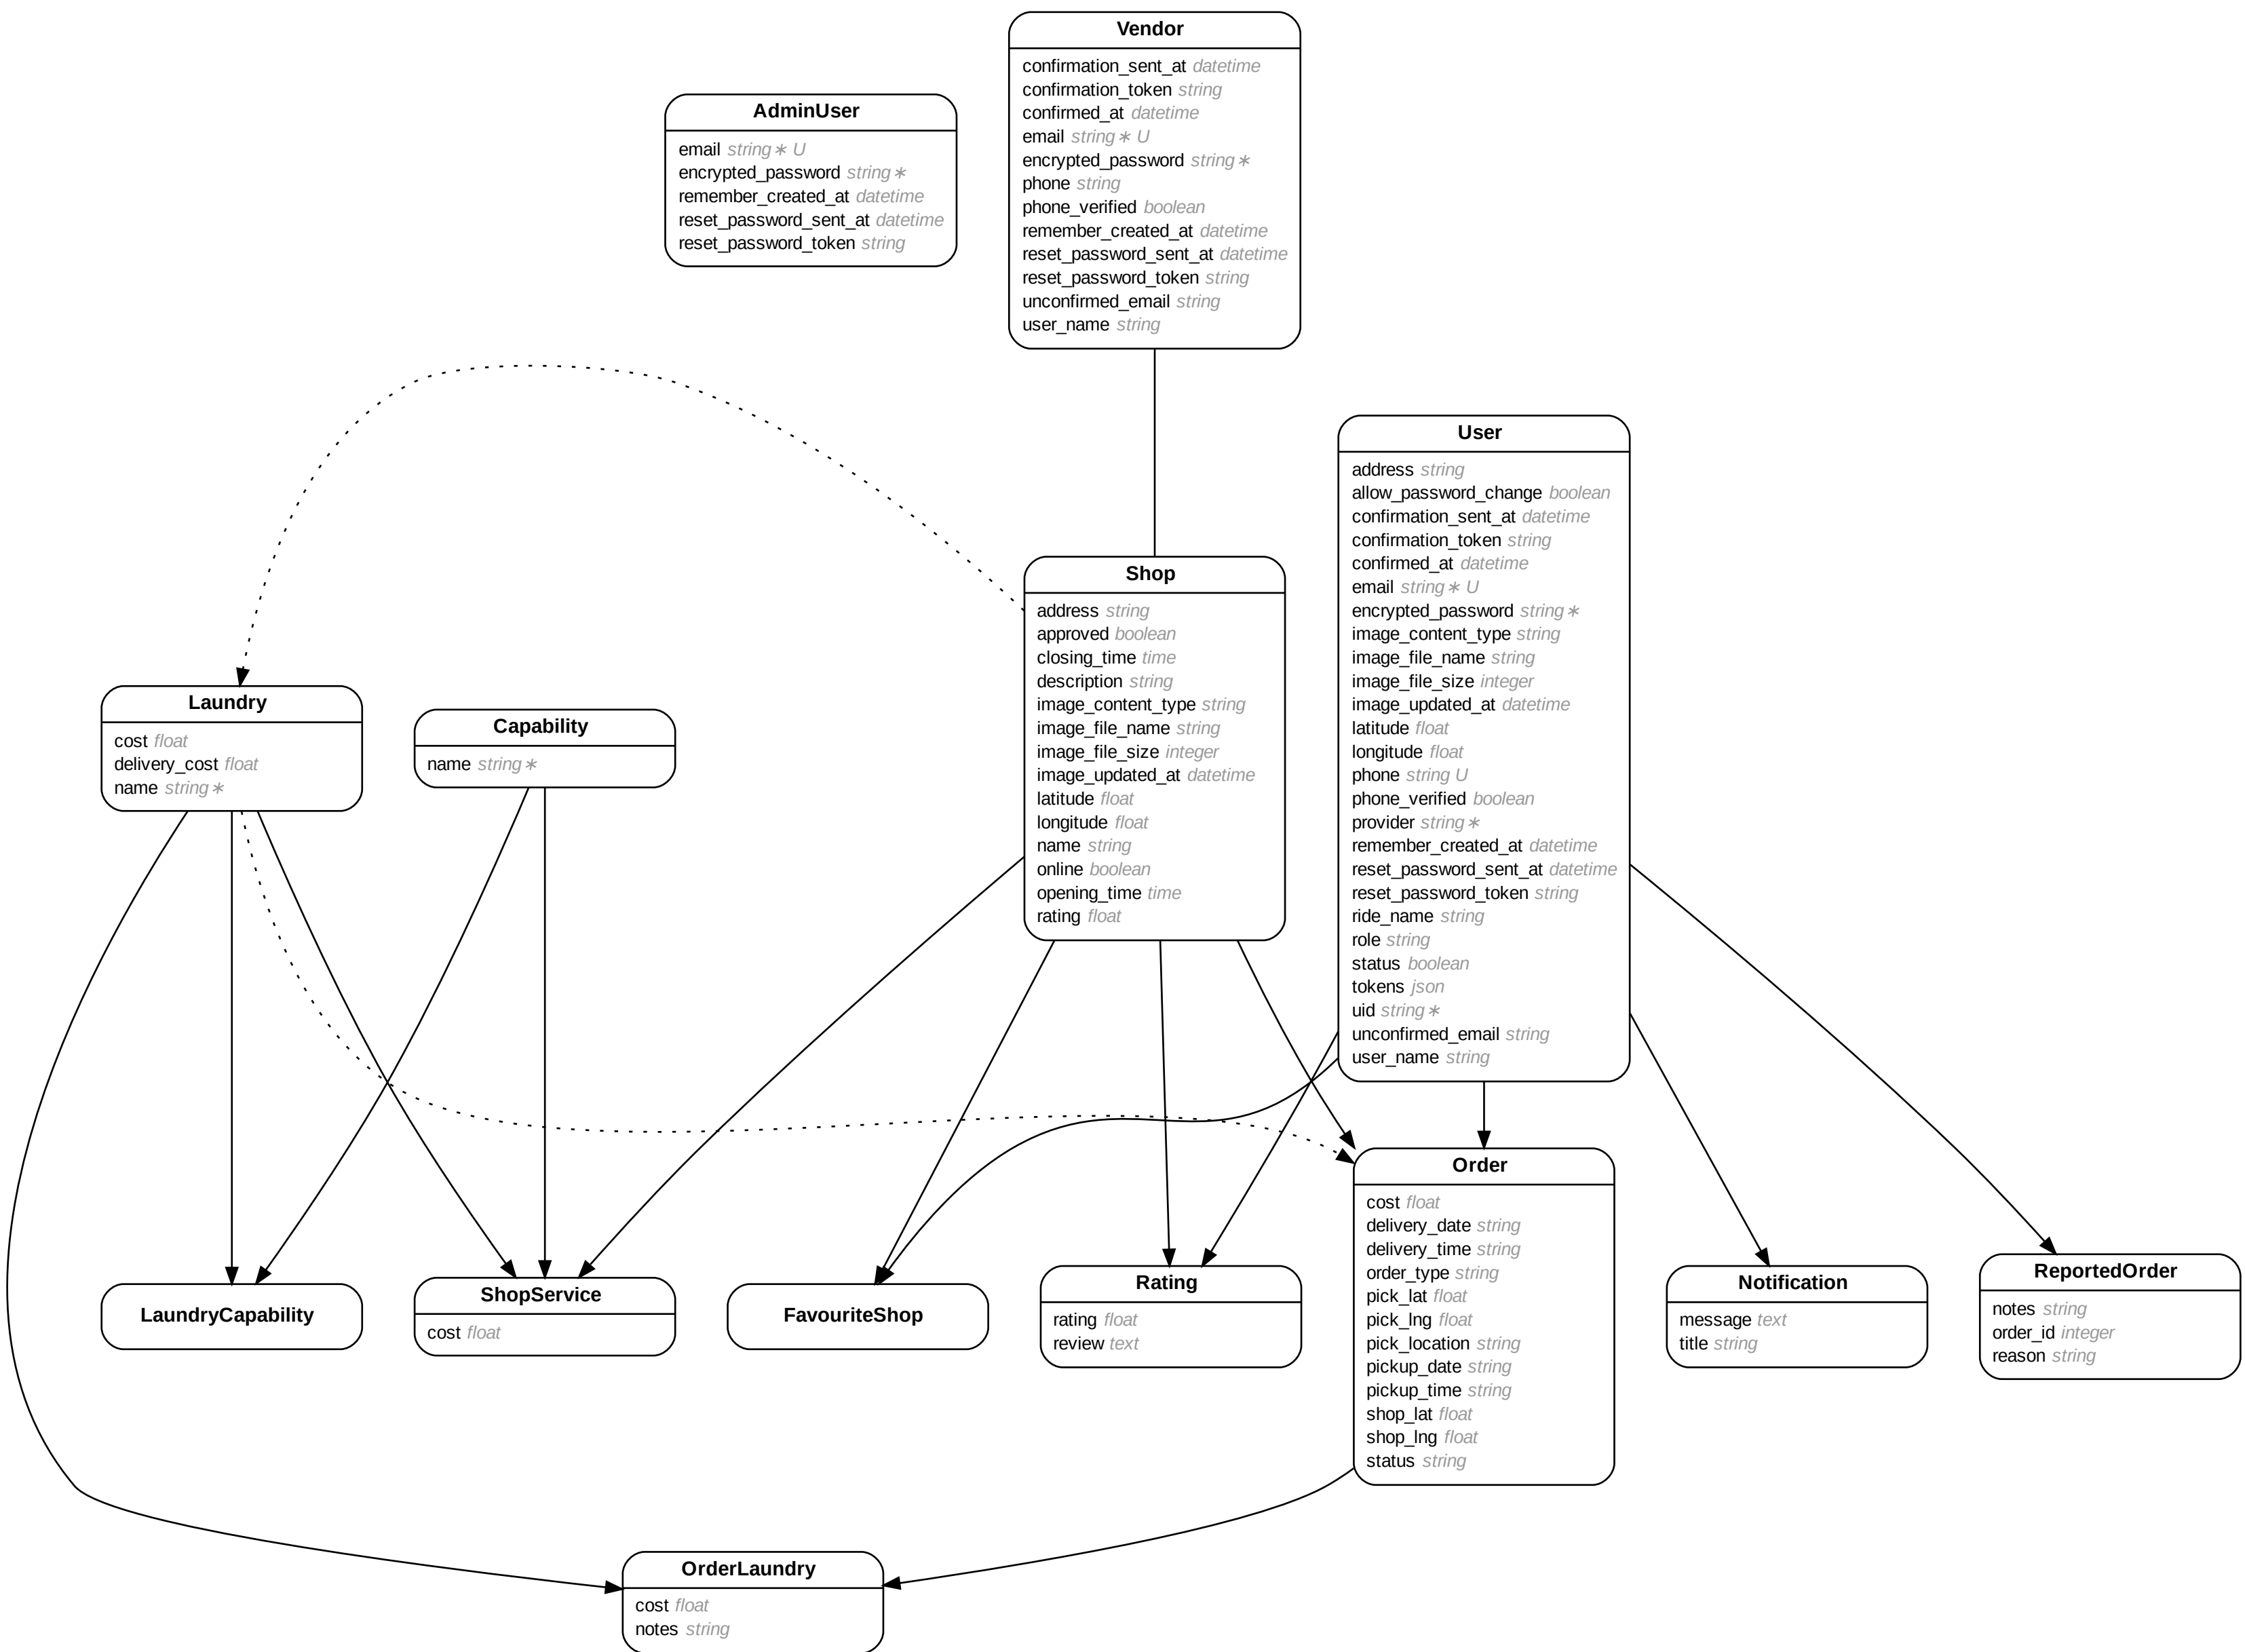 Vendor
confirmation_sent_at datetime
confirmation_token string
confirmed_at datetime
email string∗ U
encrypted_password string∗
phone string
phone_verified boolean
remember_created_at datetime
reset_password_sent_at datetime
reset_password_token string
unconfirmed_email string
user_name string
AdminUser
email string∗ U
encrypted_password string∗
remember_created_at datetime
reset_password_sent_at datetime
reset_password_token string
User
address string
allow_password_change boolean
confirmation_sent_at datetime
confirmation_token string
confirmed_at datetime
email string∗ U
encrypted_password string∗
image_content_type string
image_file_name string
image_file_size integer
image_updated_at datetime
latitude float
longitude float
phone string U
phone_verified boolean
provider string∗
remember_created_at datetime
reset_password_sent_at datetime
reset_password_token string
ride_name string
role string
status boolean
tokens json
uid string∗
unconfirmed_email string
user_name string
Shop
address string
approved boolean
closing_time time
description string
image_content_type string
image_file_name string
image_file_size integer
image_updated_at datetime
latitude float
longitude float
name string
online boolean
opening_time time
rating float
Laundry
cost float
delivery_cost float
name string∗
Capability
name string∗
Order
cost float
delivery_date string
delivery_time string
order_type string
pick_lat float
pick_lng float
pick_location string
pickup_date string
pickup_time string
shop_lat float
shop_lng float
status string
LaundryCapability
ShopService
cost float
FavouriteShop
Rating
rating float
review text
Notification
message text
title string
ReportedOrder
notes string
order_id integer
reason string
OrderLaundry
cost float
notes string